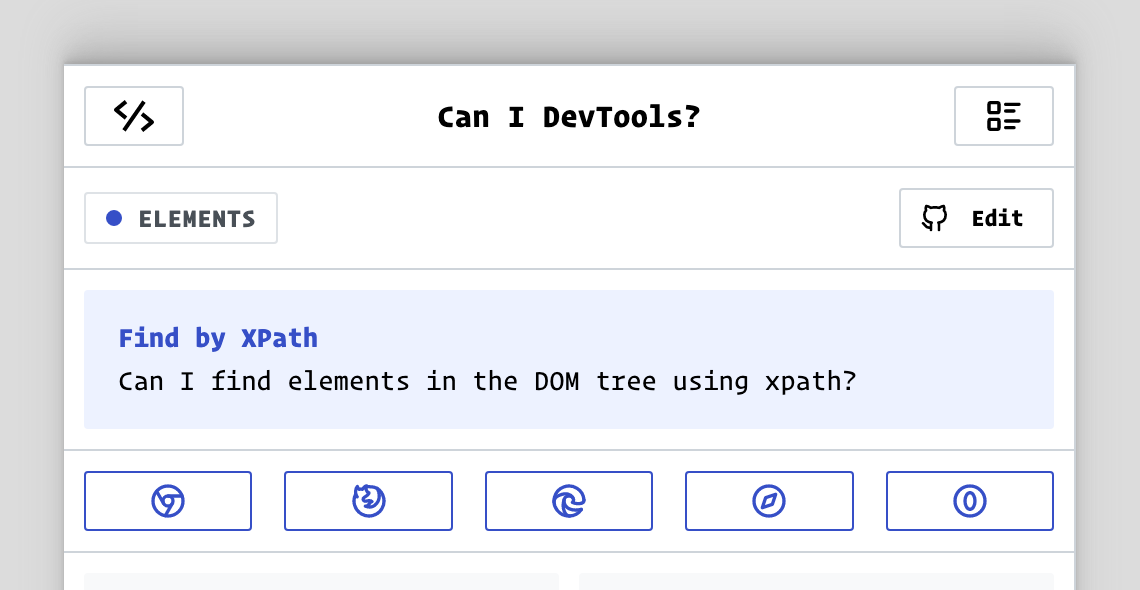 Can I DevTools?
ELEMENTS
Edit
Find by XPath
Can I find elements in the DOM tree using xpath?